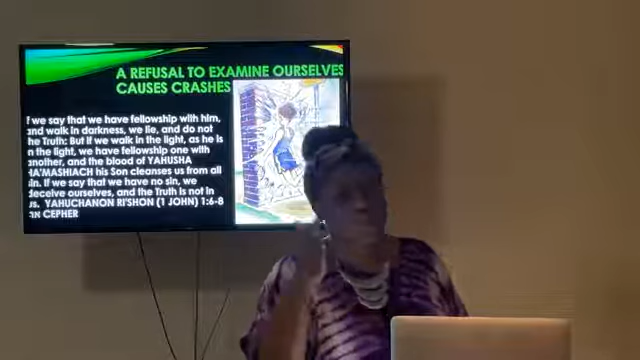 A REFUSAL TO EXAMINE OURSELVES
CAUSES CRASHES
f we say that we have fellowship with him,
and walk in darkness, we lie, and do not
he Truth: But if we walk in the light, as he is
n the light, we have fellowship one with
another, and the blood of YAHUSHA
HA'MASHIACH his Son cleanses us from all
sin. If we say that we have no sin, we
deceive ourselves, and the Truth is not in
us. YAHUCHANON RI'SHON (1 JOHN) 1:6-8
את CEPHER